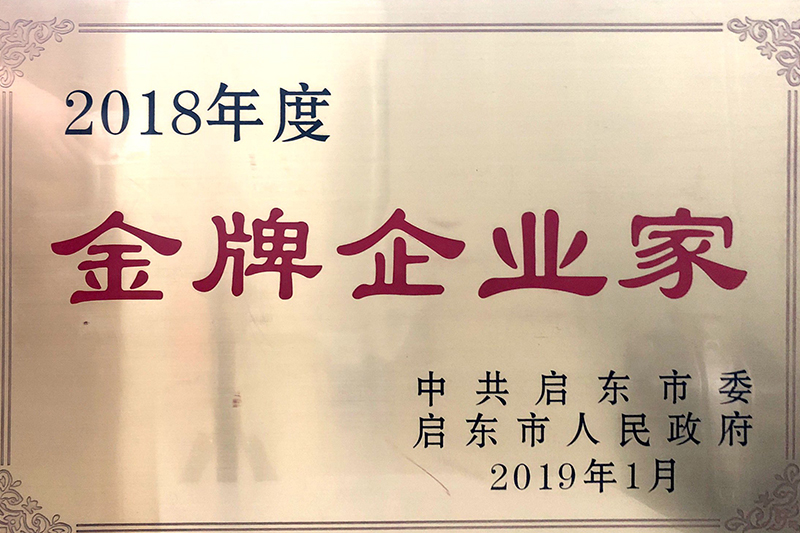 2018年度
金牌企业家
中共启东市委
启东市人民政府
2019年1月